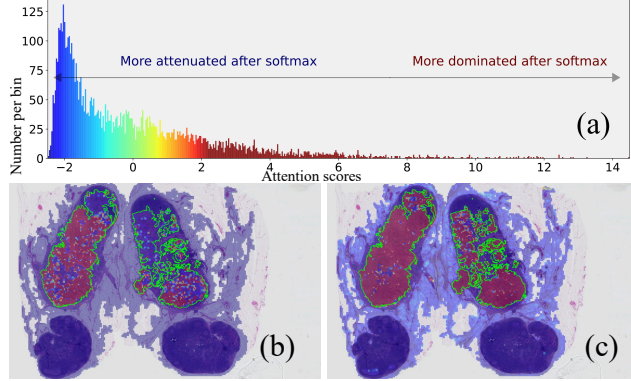 125
100
75
50
25
0
Number per bin
More attenuated after softmax
More dominated after softmax
(a)
−2 0 2 4 6 8 10 12 14
Attention scores
(b)
(c)